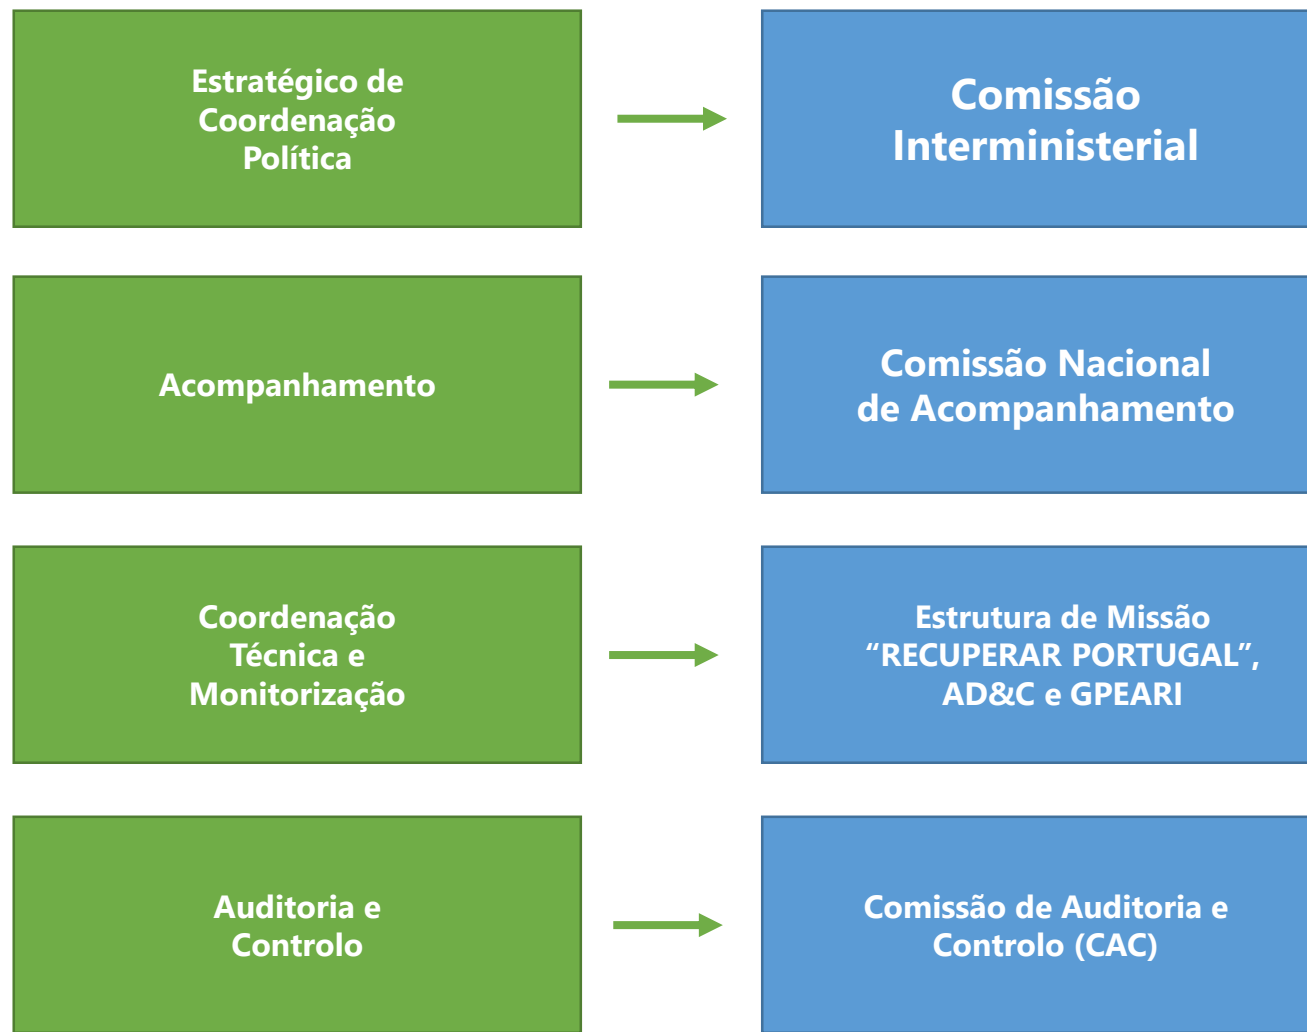 Estratégico de
Coordenação
Política
Comissão
Interministerial
Acompanhamento
Comissão Nacional
de Acompanhamento
Coordenação
Técnica e
Monitorização
Estrutura de Missão
“RECUPERAR PORTUGAL”,
AD&C e GPEARI
Auditoria e
Controlo
Comissão de Auditoria e
Controlo (CAC)